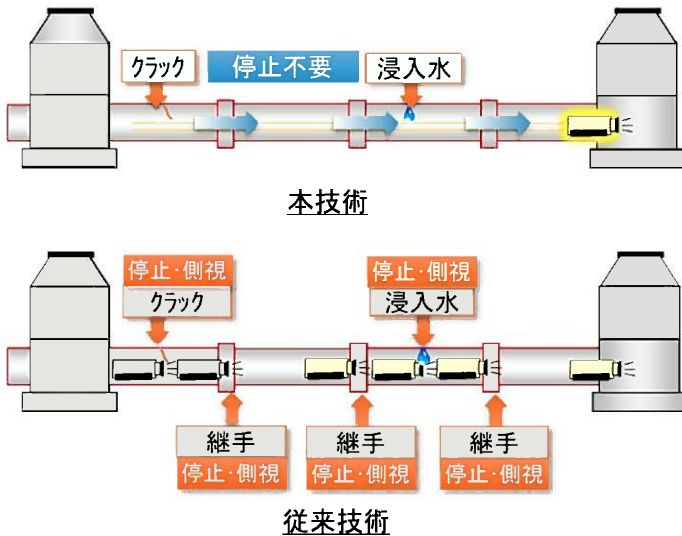 クラック
停止不要
浸入水
本技術
停止・側視
クラック
停止・側視
浸入水
継手
停止・側視
継手
停止・側視
継手
停止・側視
従来技術